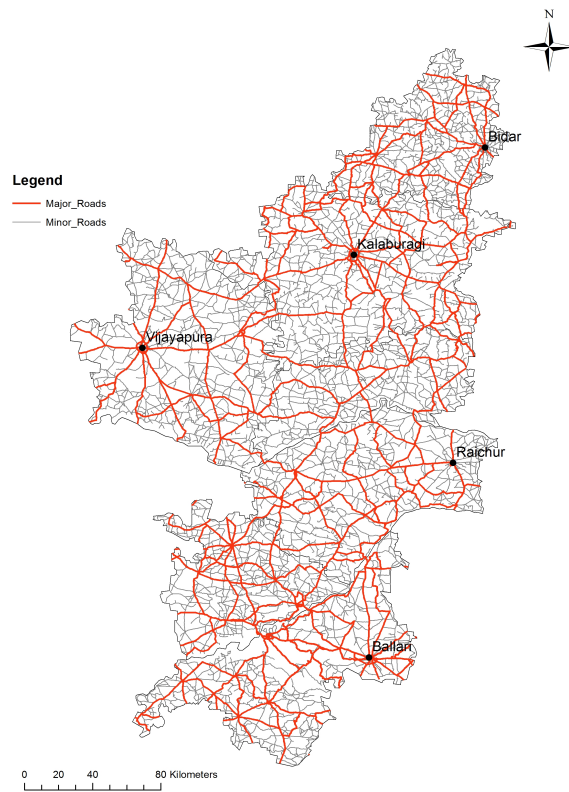 N
Bidar
Legend
Major_Roads
Minor_Roads
Kalaburagi
Vijayapura
Raichur
Ballari
0 20 40 80 Kilometers